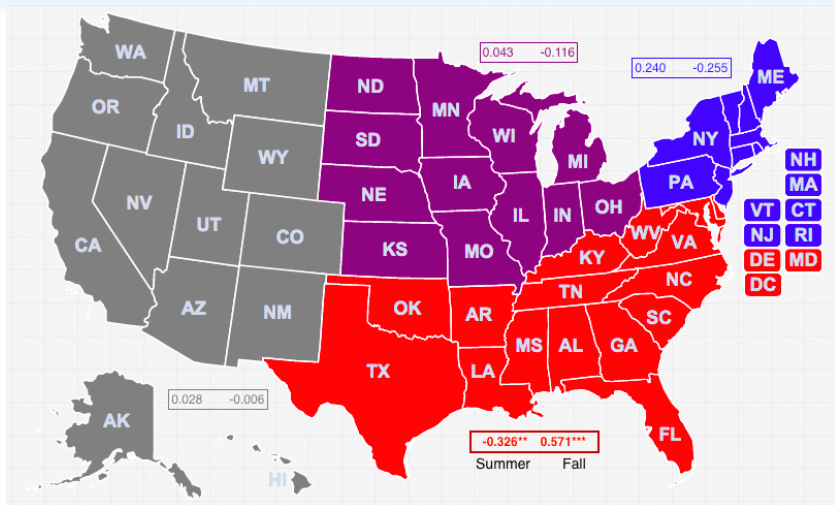 WA
MT
ND
MN
0.043 -0.116
0.240 -0.255
ME
OR
ID
SD
WI
MI
NY
NH
WY
NE
IA
PA
MA
NV
UT
CO
IL
IN
OH
VT CT
CA
KS
MO
KY
WV
VA
NJ RI
DE MD
DC
AZ
NM
OK
AR
TN
NC
SC
TX
LA
MS
AL
GA
AK
0.028 -0.006
FL
-0.326** 0.571***
Summer Fall
HI